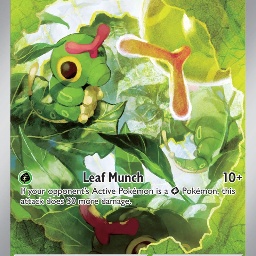 Leaf Munch 10+
If your opponent's Active Pokémon is a Pokémon, this
attack does 30 more damage.